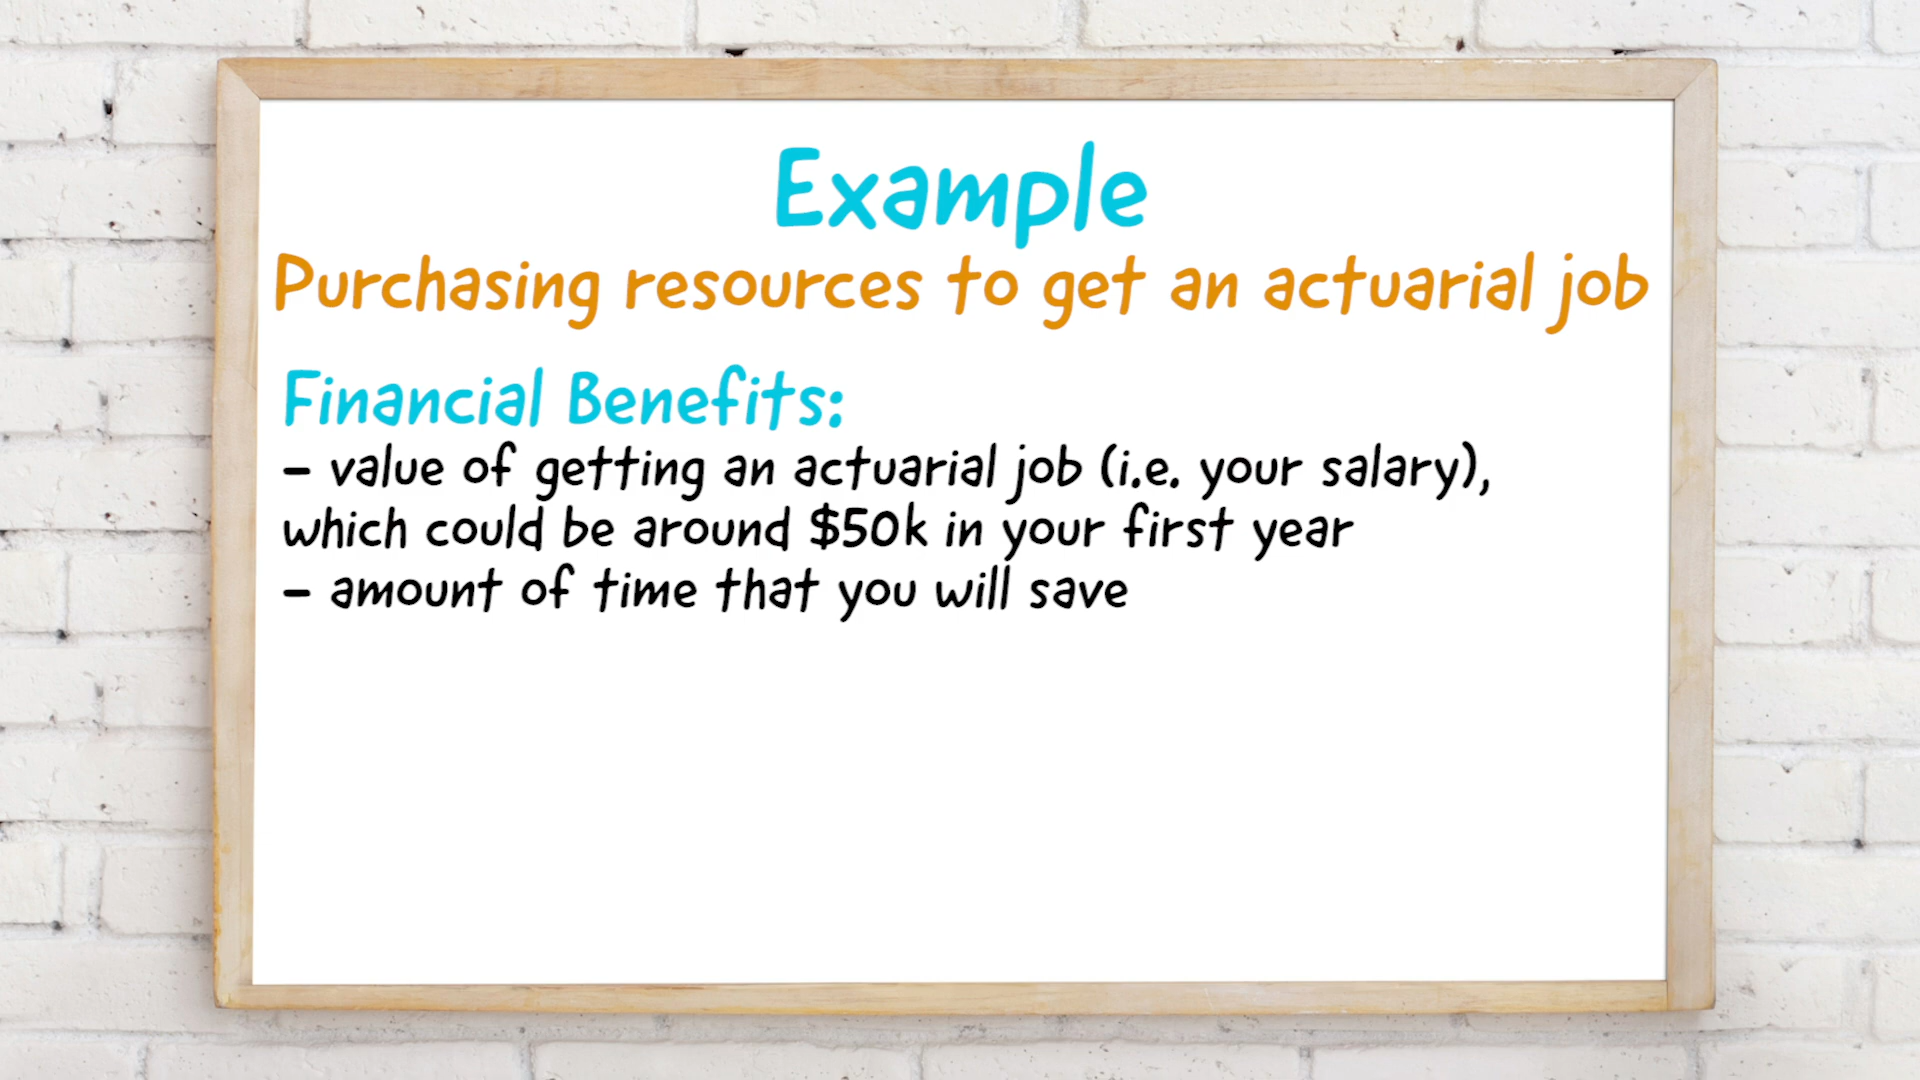 Example
Purchasing resources to get an actuarial job
Financial Benefits:
- value of getting an actuarial job (i.e. your salary),
which could be around $50k in your first year
- amount of time that you will save